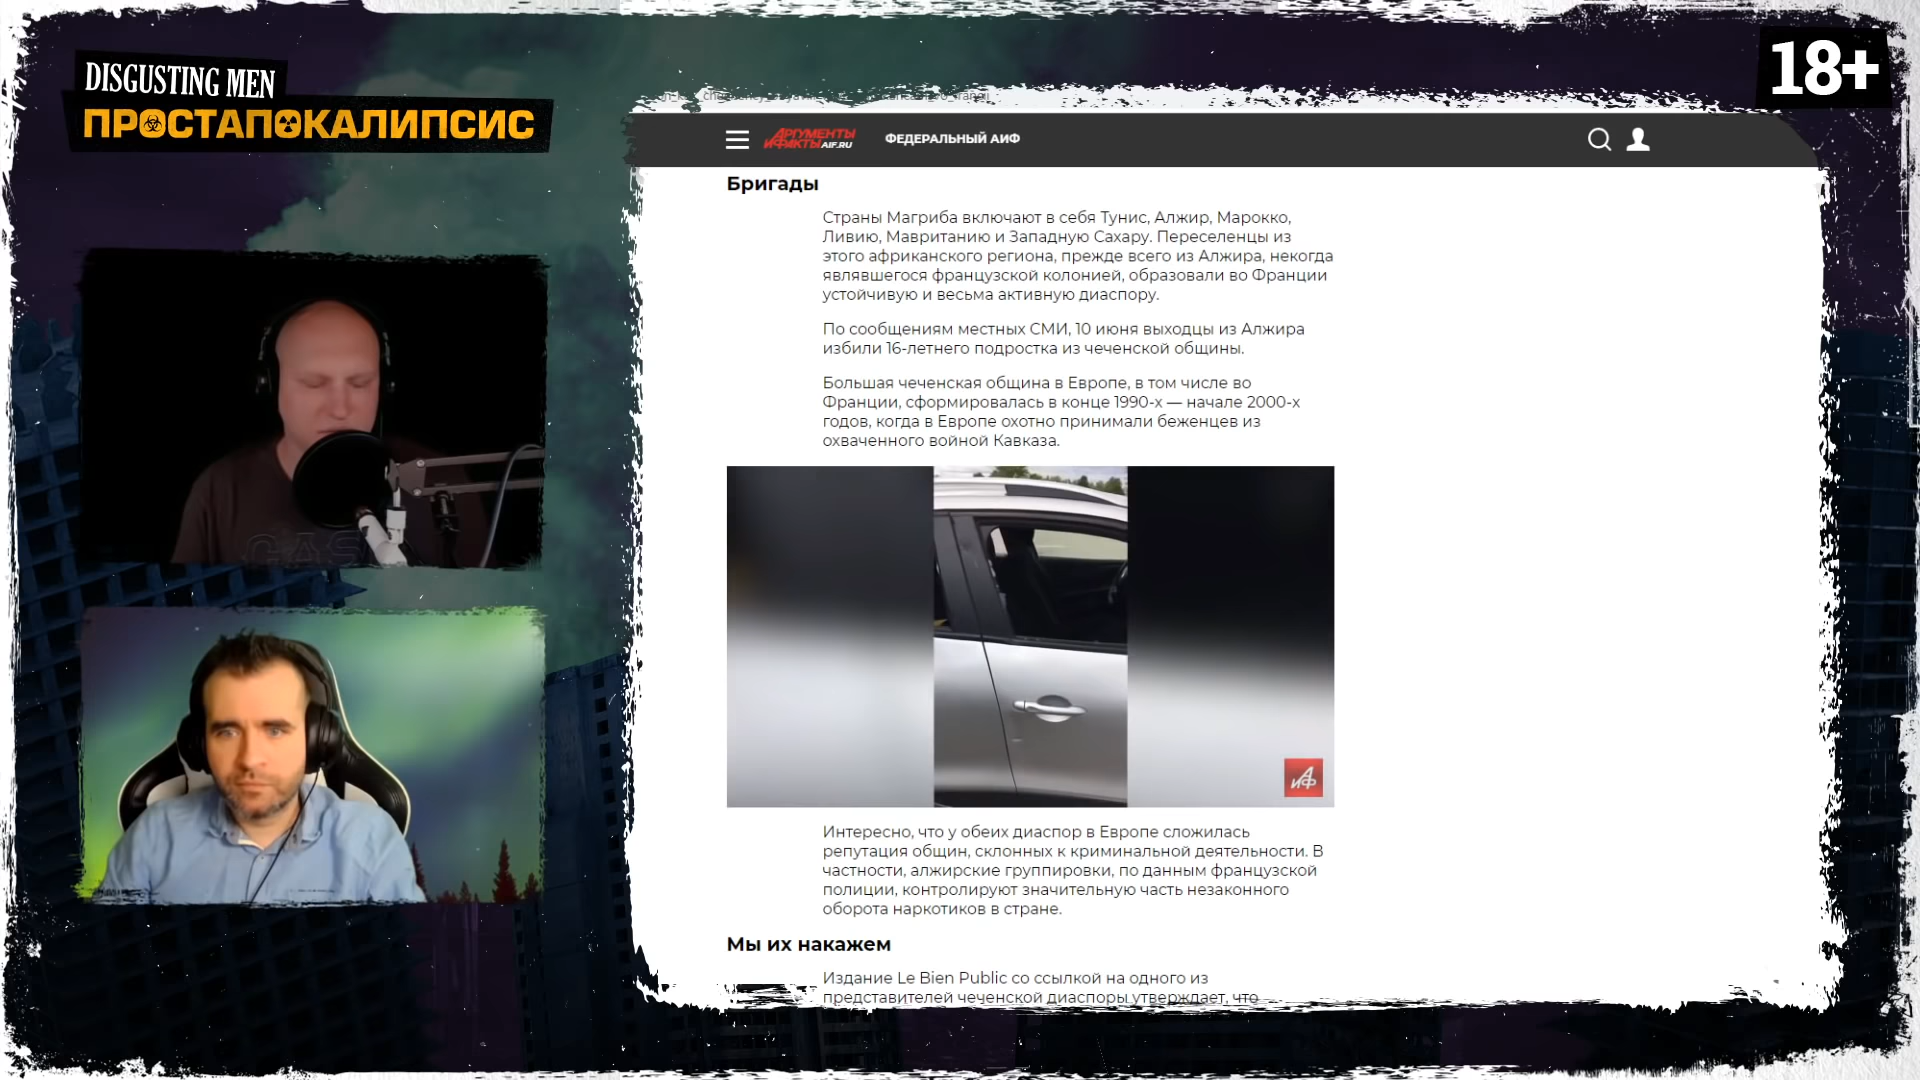 DISGUSTING MEN
ПРОСТАПОКАЛИПСИС
18+
АРГУМЕНТЫ
И ФАКТЫ AIF.RU
ФЕДЕРАЛЬНЫЙ АИФ
Бригады
Страны Магриба включают в себя Тунис, Алжир, Марокко,
Ливию, Мавританию и Западную Сахару. Переселенцы из
этого африканского региона, прежде всего из Алжира, некогда
являвшегося французской колонией, образовали во Франции
устойчивую и весьма активную диаспору.
По сообщениям местных СМИ, 10 июня выходцы из Алжира
избили 16-летнего подростка из чеченской общины.
Большая чеченская община в Европе, в том числе во
Франции, сформировалась в конце 1990-х — начале 2000-х
годов, когда в Европе охотно принимали беженцев из
охваченного войной Кавказа.
АиФ
Интересно, что у обеих диаспор в Европе сложилась
репутация общин, склонных к криминальной деятельности. В
частности, алжирские группировки, по данным французской
полиции, контролируют значительную часть незаконного
оборота наркотиков в стране.
Мы их накажем
Издание Le Bien Public со ссылкой на одного из
представителей чеченской диаспоры утверждает, что